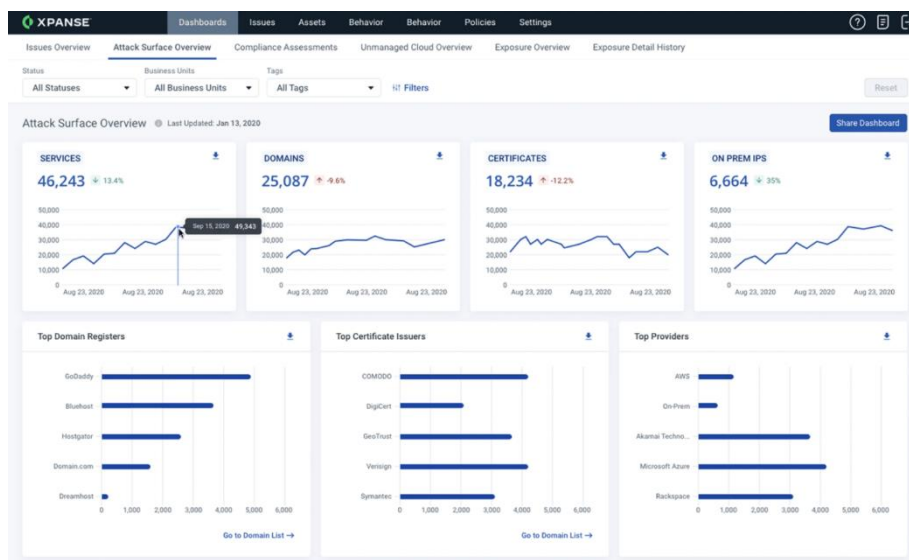 XPANSE Dashboards Issues Assets Behavior Behavior Policies Settings
Issues Overview Attack Surface Overview Compliance Assessments Unmanaged Cloud Overview Exposure Overview Exposure Detail History
Status Business Units Tags
All Statuses All Business Units All Tags Filters Reset
Attack Surface Overview Last Updated: Jan 13, 2020 Share Dashboard
SERVICES
46,243 13.4%
50,000
40,000
30,000
20,000
10,000
0
Aug 23, 2020 Aug 23, 2020 Aug 23, 2020
Sep 15, 2020 49,343
DOMAINS
25,087 -9.6%
50,000
40,000
30,000
20,000
10,000
0
Aug 23, 2020 Aug 23, 2020 Aug 23, 2020
CERTIFICATES
18,234 -12.2%
50,000
40,000
30,000
20,000
10,000
0
Aug 23, 2020 Aug 23, 2020 Aug 23, 2020
ON PREM IPS
6,664 35%
50,000
40,000
30,000
20,000
10,000
0
Aug 23, 2020 Aug 23, 2020 Aug 23, 2020
Top Domain Registers
GoDaddy
Bluehost
Hostgator
Domain.com
Dreamhost
0 1,000 2,000 3,000 4,000 5,000 6,000
Go to Domain List →
Top Certificate Issuers
COMODO
DigiCert
GeoTrust
Verisign
Symantec
0 1,000 2,000 3,000 4,000 5,000 6,000
Go to Domain List →
Top Providers
AWS
On-Prem
Akamai Techno...
Microsoft Azure
Rackspace
0 1,000 2,000 3,000 4,000 5,000 6,000